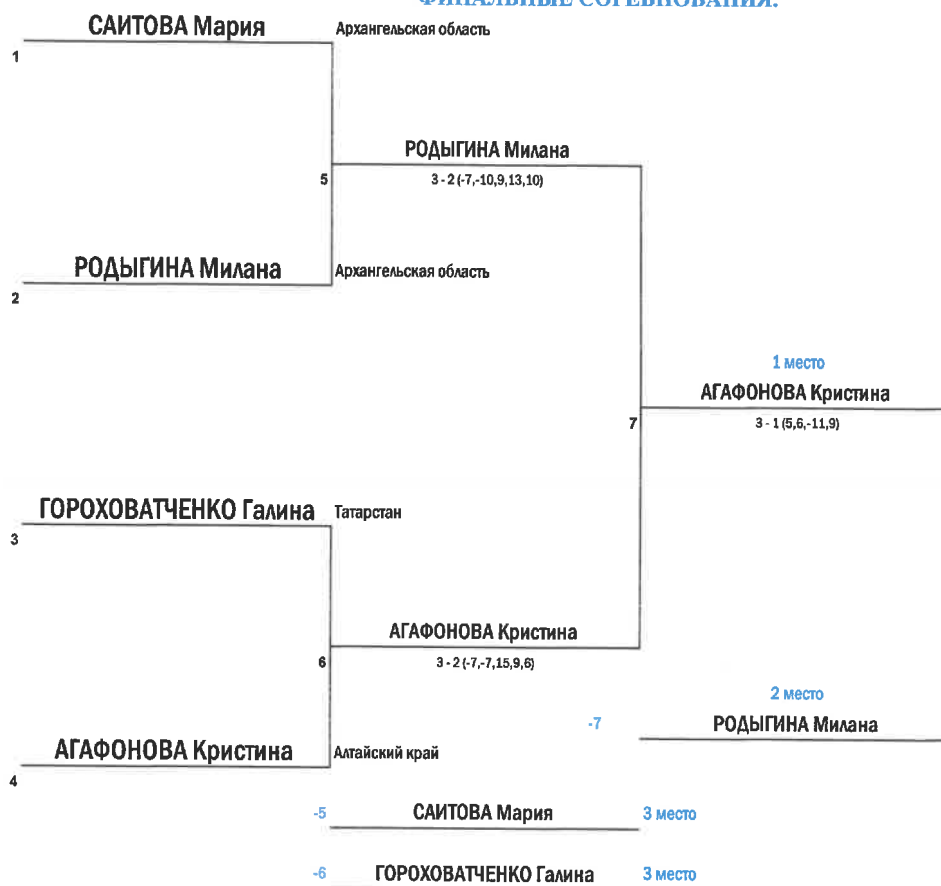 ФИНАЛЬНЫЕ СОРЕВНОВАНИЯ.
САИТОВА Мария Архангельская область
1
РОДЫГИНА Милана
5 3 - 2 (-7,-10,9,13,10)
РОДЫГИНА Милана Архангельская область
2
1 место
АГАФОНОВА Кристина
7 3 - 1 (5,6,-11,9)
ГОРОХОВАТЧЕНКО Галина Татарстан
3
АГАФОНОВА Кристина
6 3 - 2 (-7,-7,15,9,6)
2 место
-7 РОДЫГИНА Милана
АГАФОНОВА Кристина Алтайский край
4
-5 САИТОВА Мария 3 место
-6 ГОРОХОВАТЧЕНКО Галина 3 место